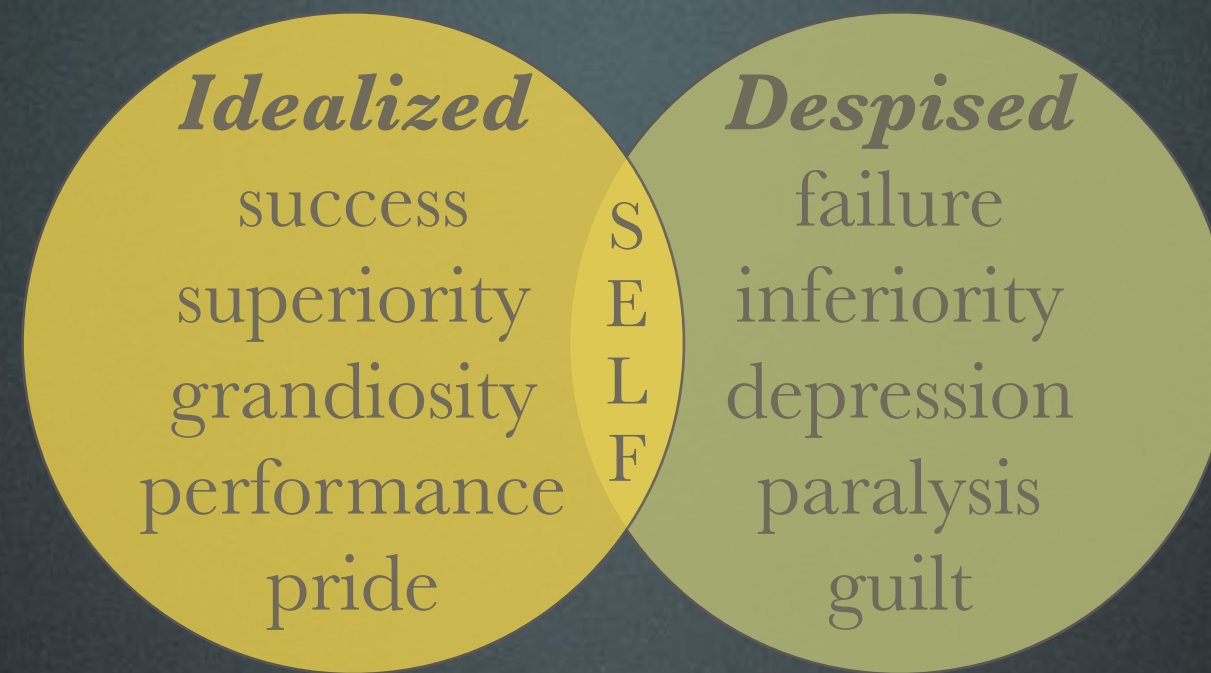 Idealized
success
superiority
grandiosity
performance
pride
S
E
L
F
Despised
failure
inferiority
depression
paralysis
guilt